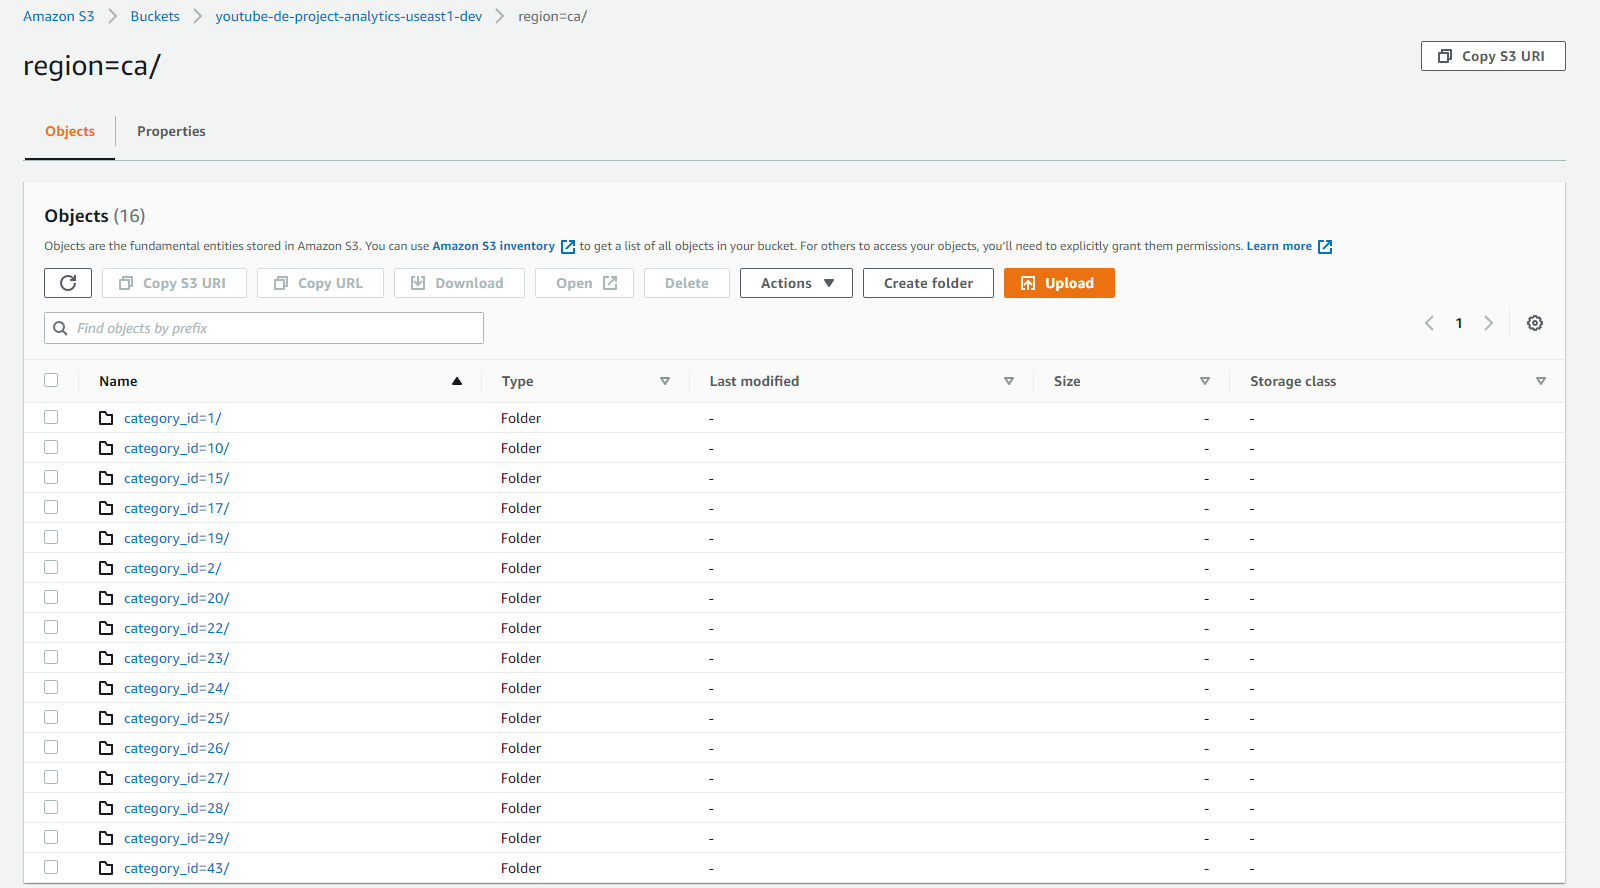 Amazon S3 Buckets youtube-de-project-analytics-useast1-dev region=ca/
region=ca/
Copy S3 URI
Objects Properties
Objects (16)
Objects are the fundamental entities stored in Amazon S3. You can use Amazon S3 inventory to get a list of all objects in your bucket. For others to access your objects, you'll need to explicitly grant them permissions. Learn more
Copy S3 URI Copy URL Download Open Delete Actions Create folder Upload
Find objects by prefix
1
Name Type Last modified Size Storage class
category_id=1/ Folder - - -
category_id=10/ Folder - - -
category_id=15/ Folder - - -
category_id=17/ Folder - - -
category_id=19/ Folder - - -
category_id=2/ Folder - - -
category_id=20/ Folder - - -
category_id=22/ Folder - - -
category_id=23/ Folder - - -
category_id=24/ Folder - - -
category_id=25/ Folder - - -
category_id=26/ Folder - - -
category_id=27/ Folder - - -
category_id=28/ Folder - - -
category_id=29/ Folder - - -
category_id=43/ Folder - - -